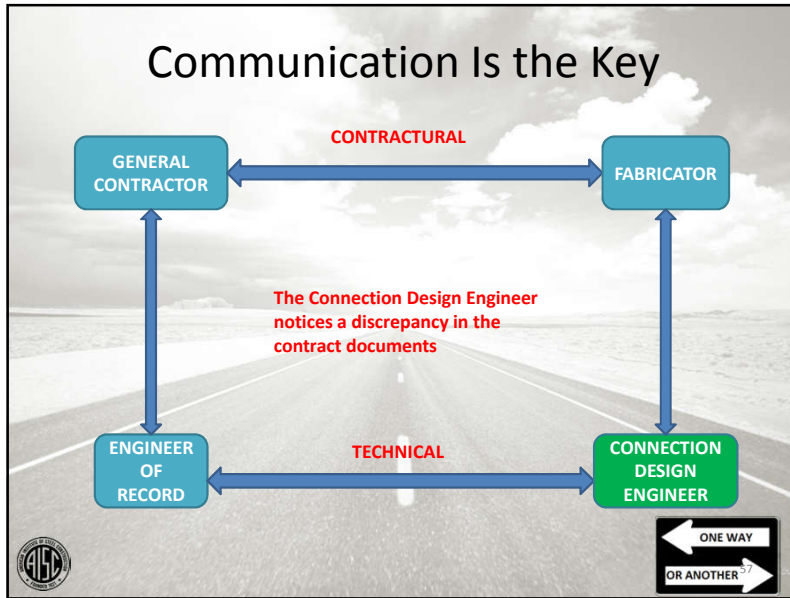 Communication Is the Key
CONTRACTURAL
GENERAL
CONTRACTOR
FABRICATOR
The Connection Design Engineer
notices a discrepancy in the
contract documents
ENGINEER
OF
RECORD
TECHNICAL
CONNECTION
DESIGN
ENGINEER
AISC
ONE WAY
OR ANOTHER
57